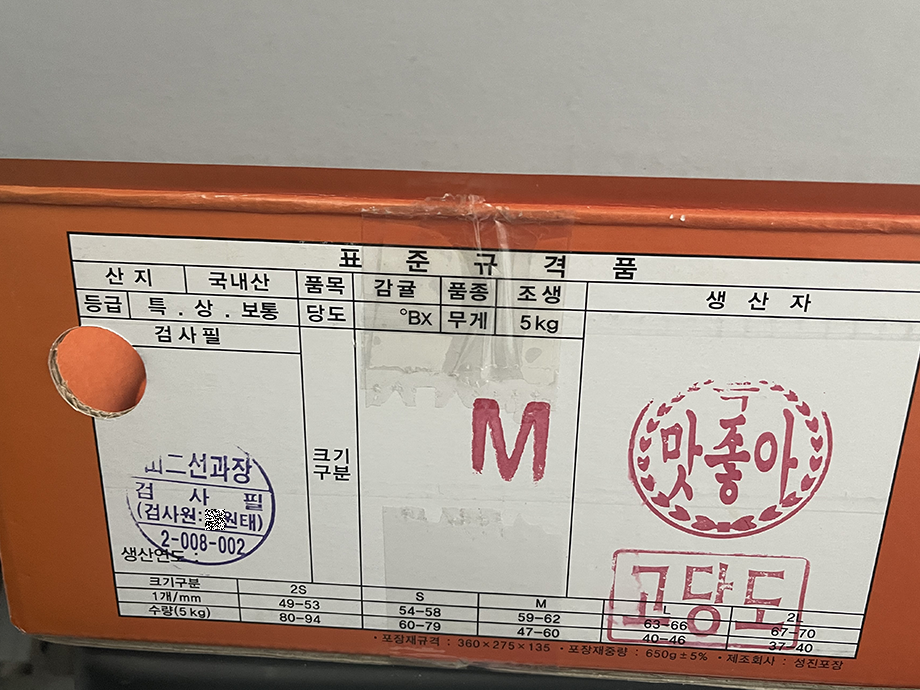 표 준 규 격 품
산 지 국내산 품목 감귤 품종 조생 생 산 자
등급 특 . 상 . 보통 당도 °BX 무게 5kg
검 사 필
크기
구분
M
맛좋아
고당도
선과장
검 사 필
(검사원: 원태)
2-008-002
생산연도 :
크기구분 2S S M L 2L
1개/mm 49-53 54-58 59-62 63-66 67-70
수량(5kg) 80-94 60-79 47-60 40-46 37-40
· 포장재규격 : 360×275×135 · 포장재중량 : 650g±5% · 제조회사 : 성진포장